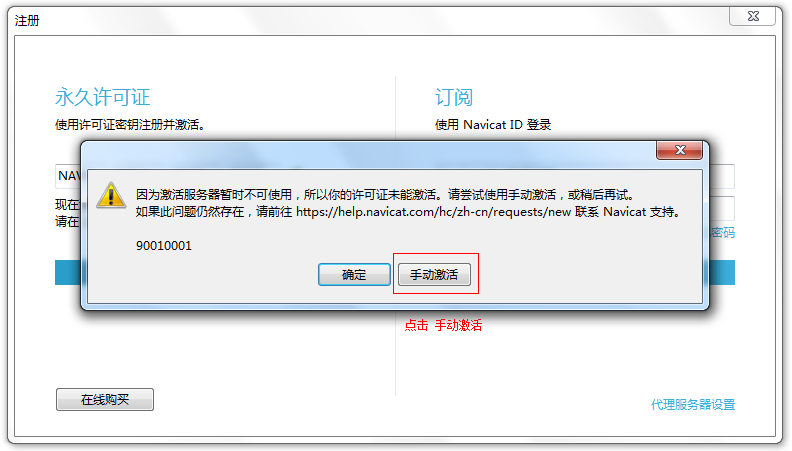 注册
永久许可证
订阅
使用许可证密钥注册并激活。
使用 Navicat ID 登录
NAV
现在
请在
密码
因为激活服务器暂时不可使用，所以你的许可证未能激活。请尝试使用手动激活，或稍后再试。
如果此问题仍然存在，请前往 https://help.navicat.com/hc/zh-cn/requests/new 联系 Navicat 支持。
90010001
确定
手动激活
点击 手动激活
在线购买
代理服务器设置